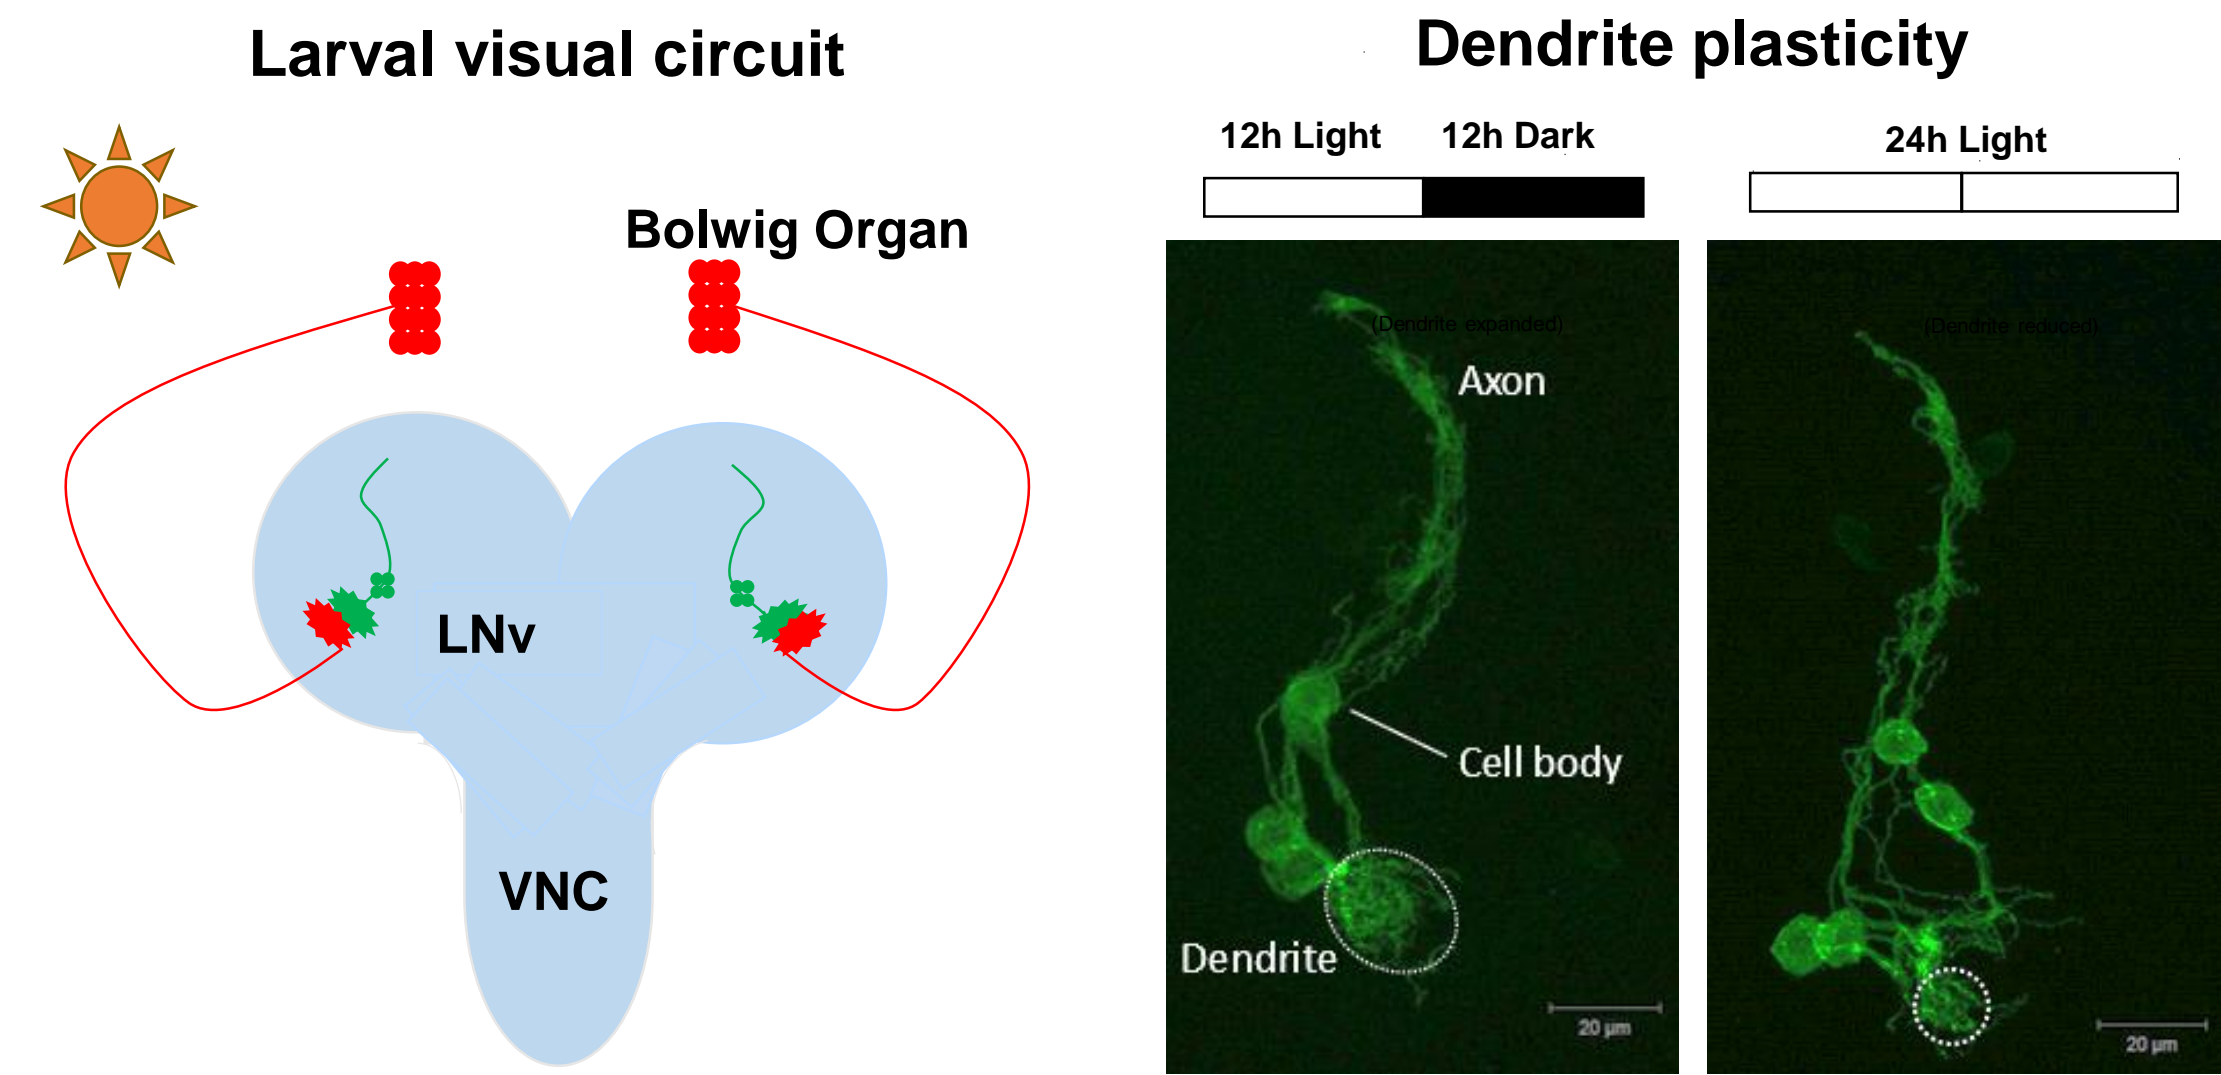 Larval visual circuit
Bolwig Organ
LNv
VNC
Dendrite plasticity
12h Light
12h Dark
24h Light
(Dendrite expanded)
Axon
Cell body
Dendrite
20 µm
(Dendrite reduced)
20 µm